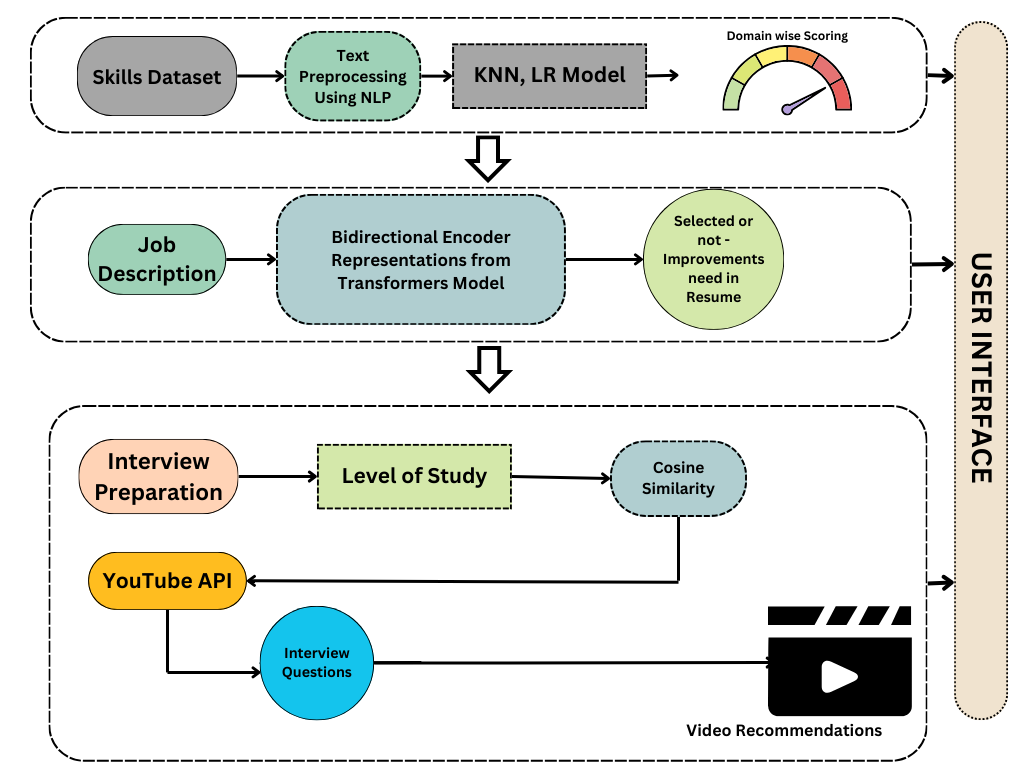 Domain wise Scoring
Skills Dataset
Text
Preprocessing
Using NLP
KNN, LR Model
Job
Description
Bidirectional Encoder
Representations from
Transformers Model
Selected or
not -
Improvements
need in
Resume
USER INTERFACE
Interview
Preparation
Level of Study
Cosine
Similarity
YouTube API
Interview
Questions
Video Recommendations